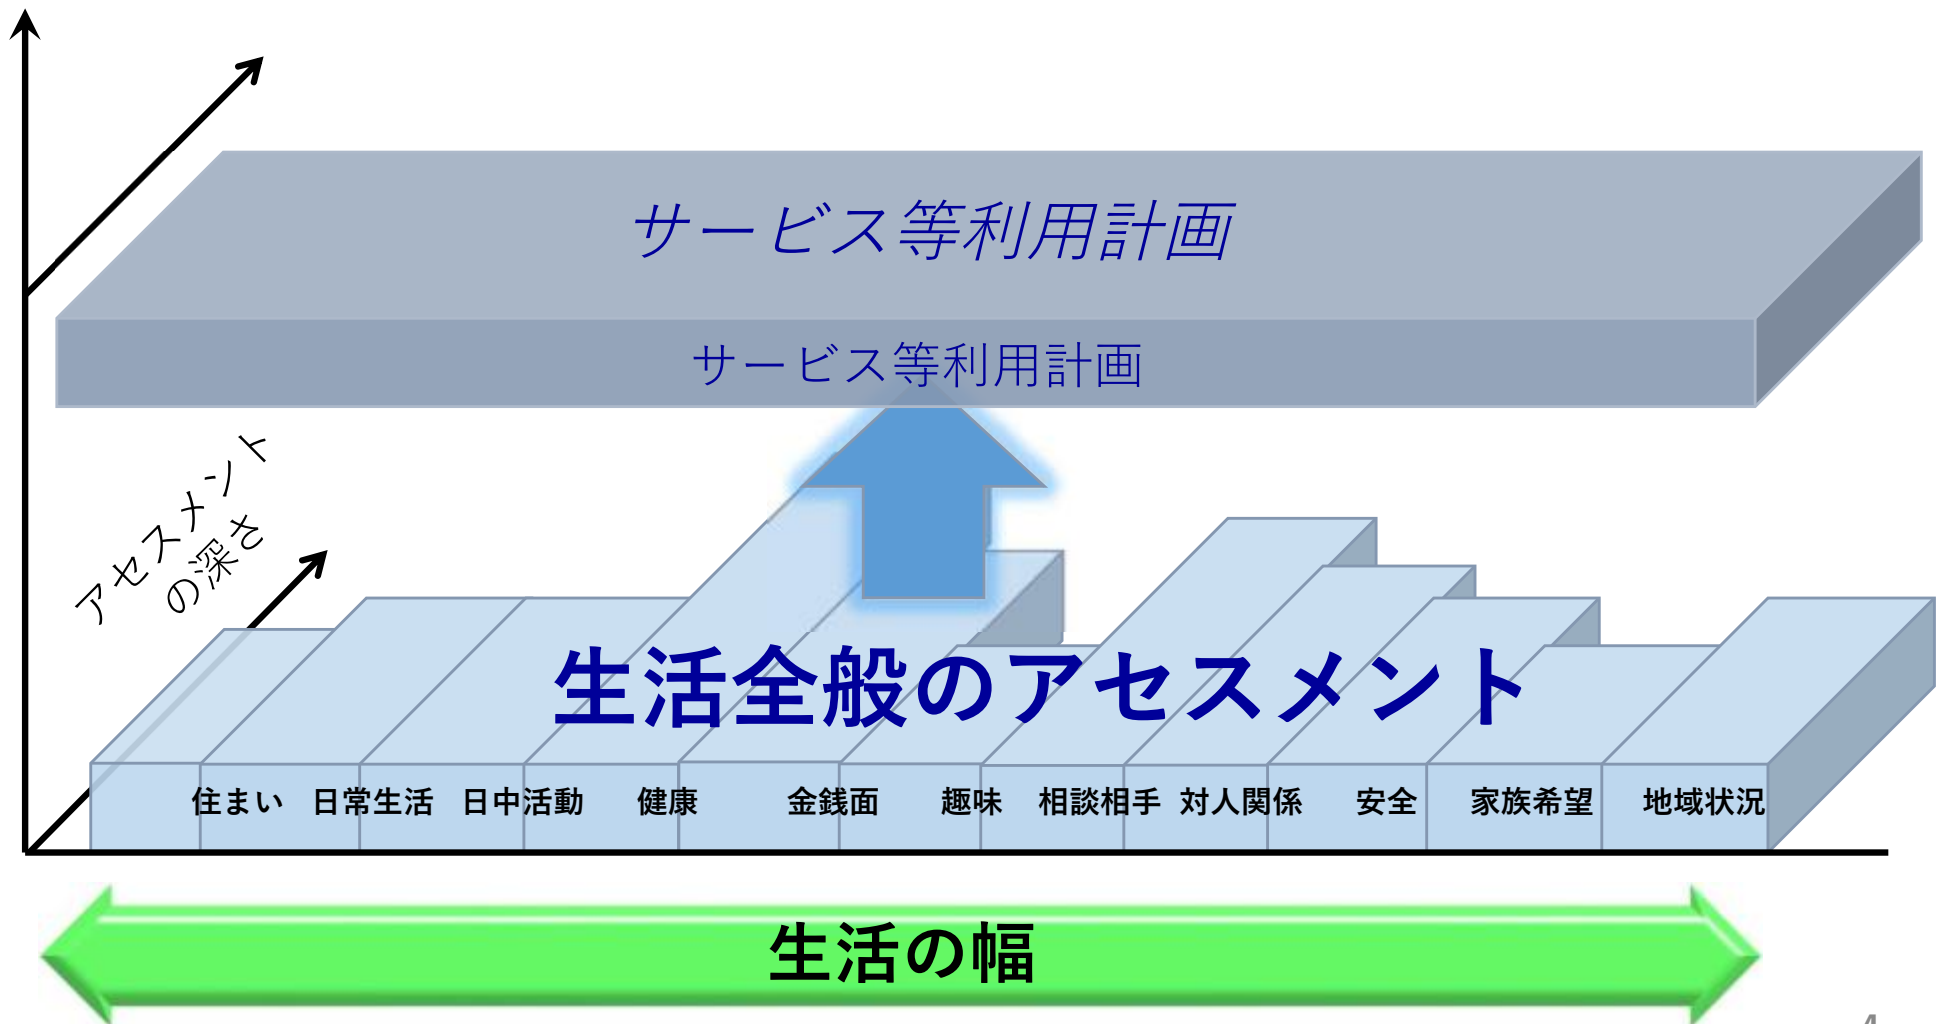 サービス等利用計画
サービス等利用計画
アセスメント
の深さ
生活全般のアセスメント
住まい 日常生活 日中活動 健康 金銭面 趣味 相談相手 対人関係 安全 家族希望 地域状況
生活の幅